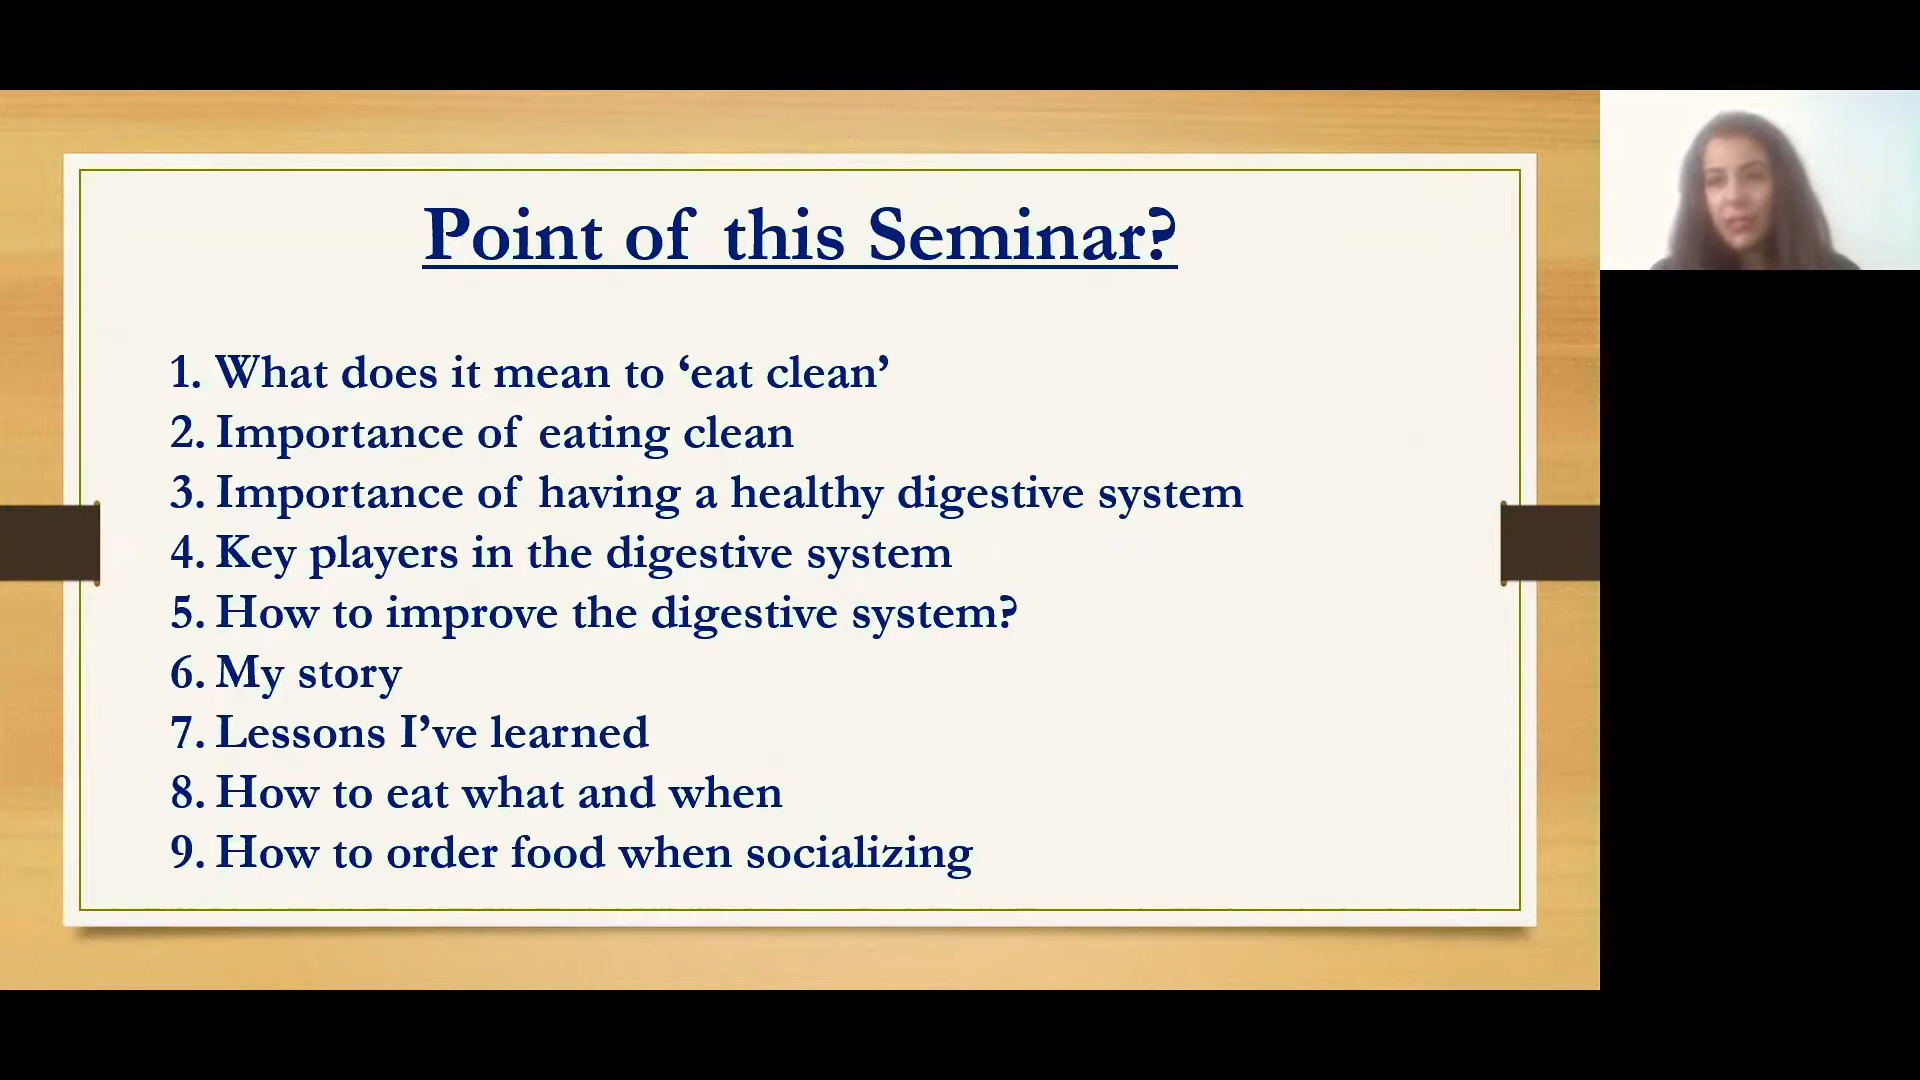 Point of this Seminar?
1. What does it mean to ‘eat clean’
2. Importance of eating clean
3. Importance of having a healthy digestive system
4. Key players in the digestive system
5. How to improve the digestive system?
6. My story
7. Lessons I’ve learned
8. How to eat what and when
9. How to order food when socializing